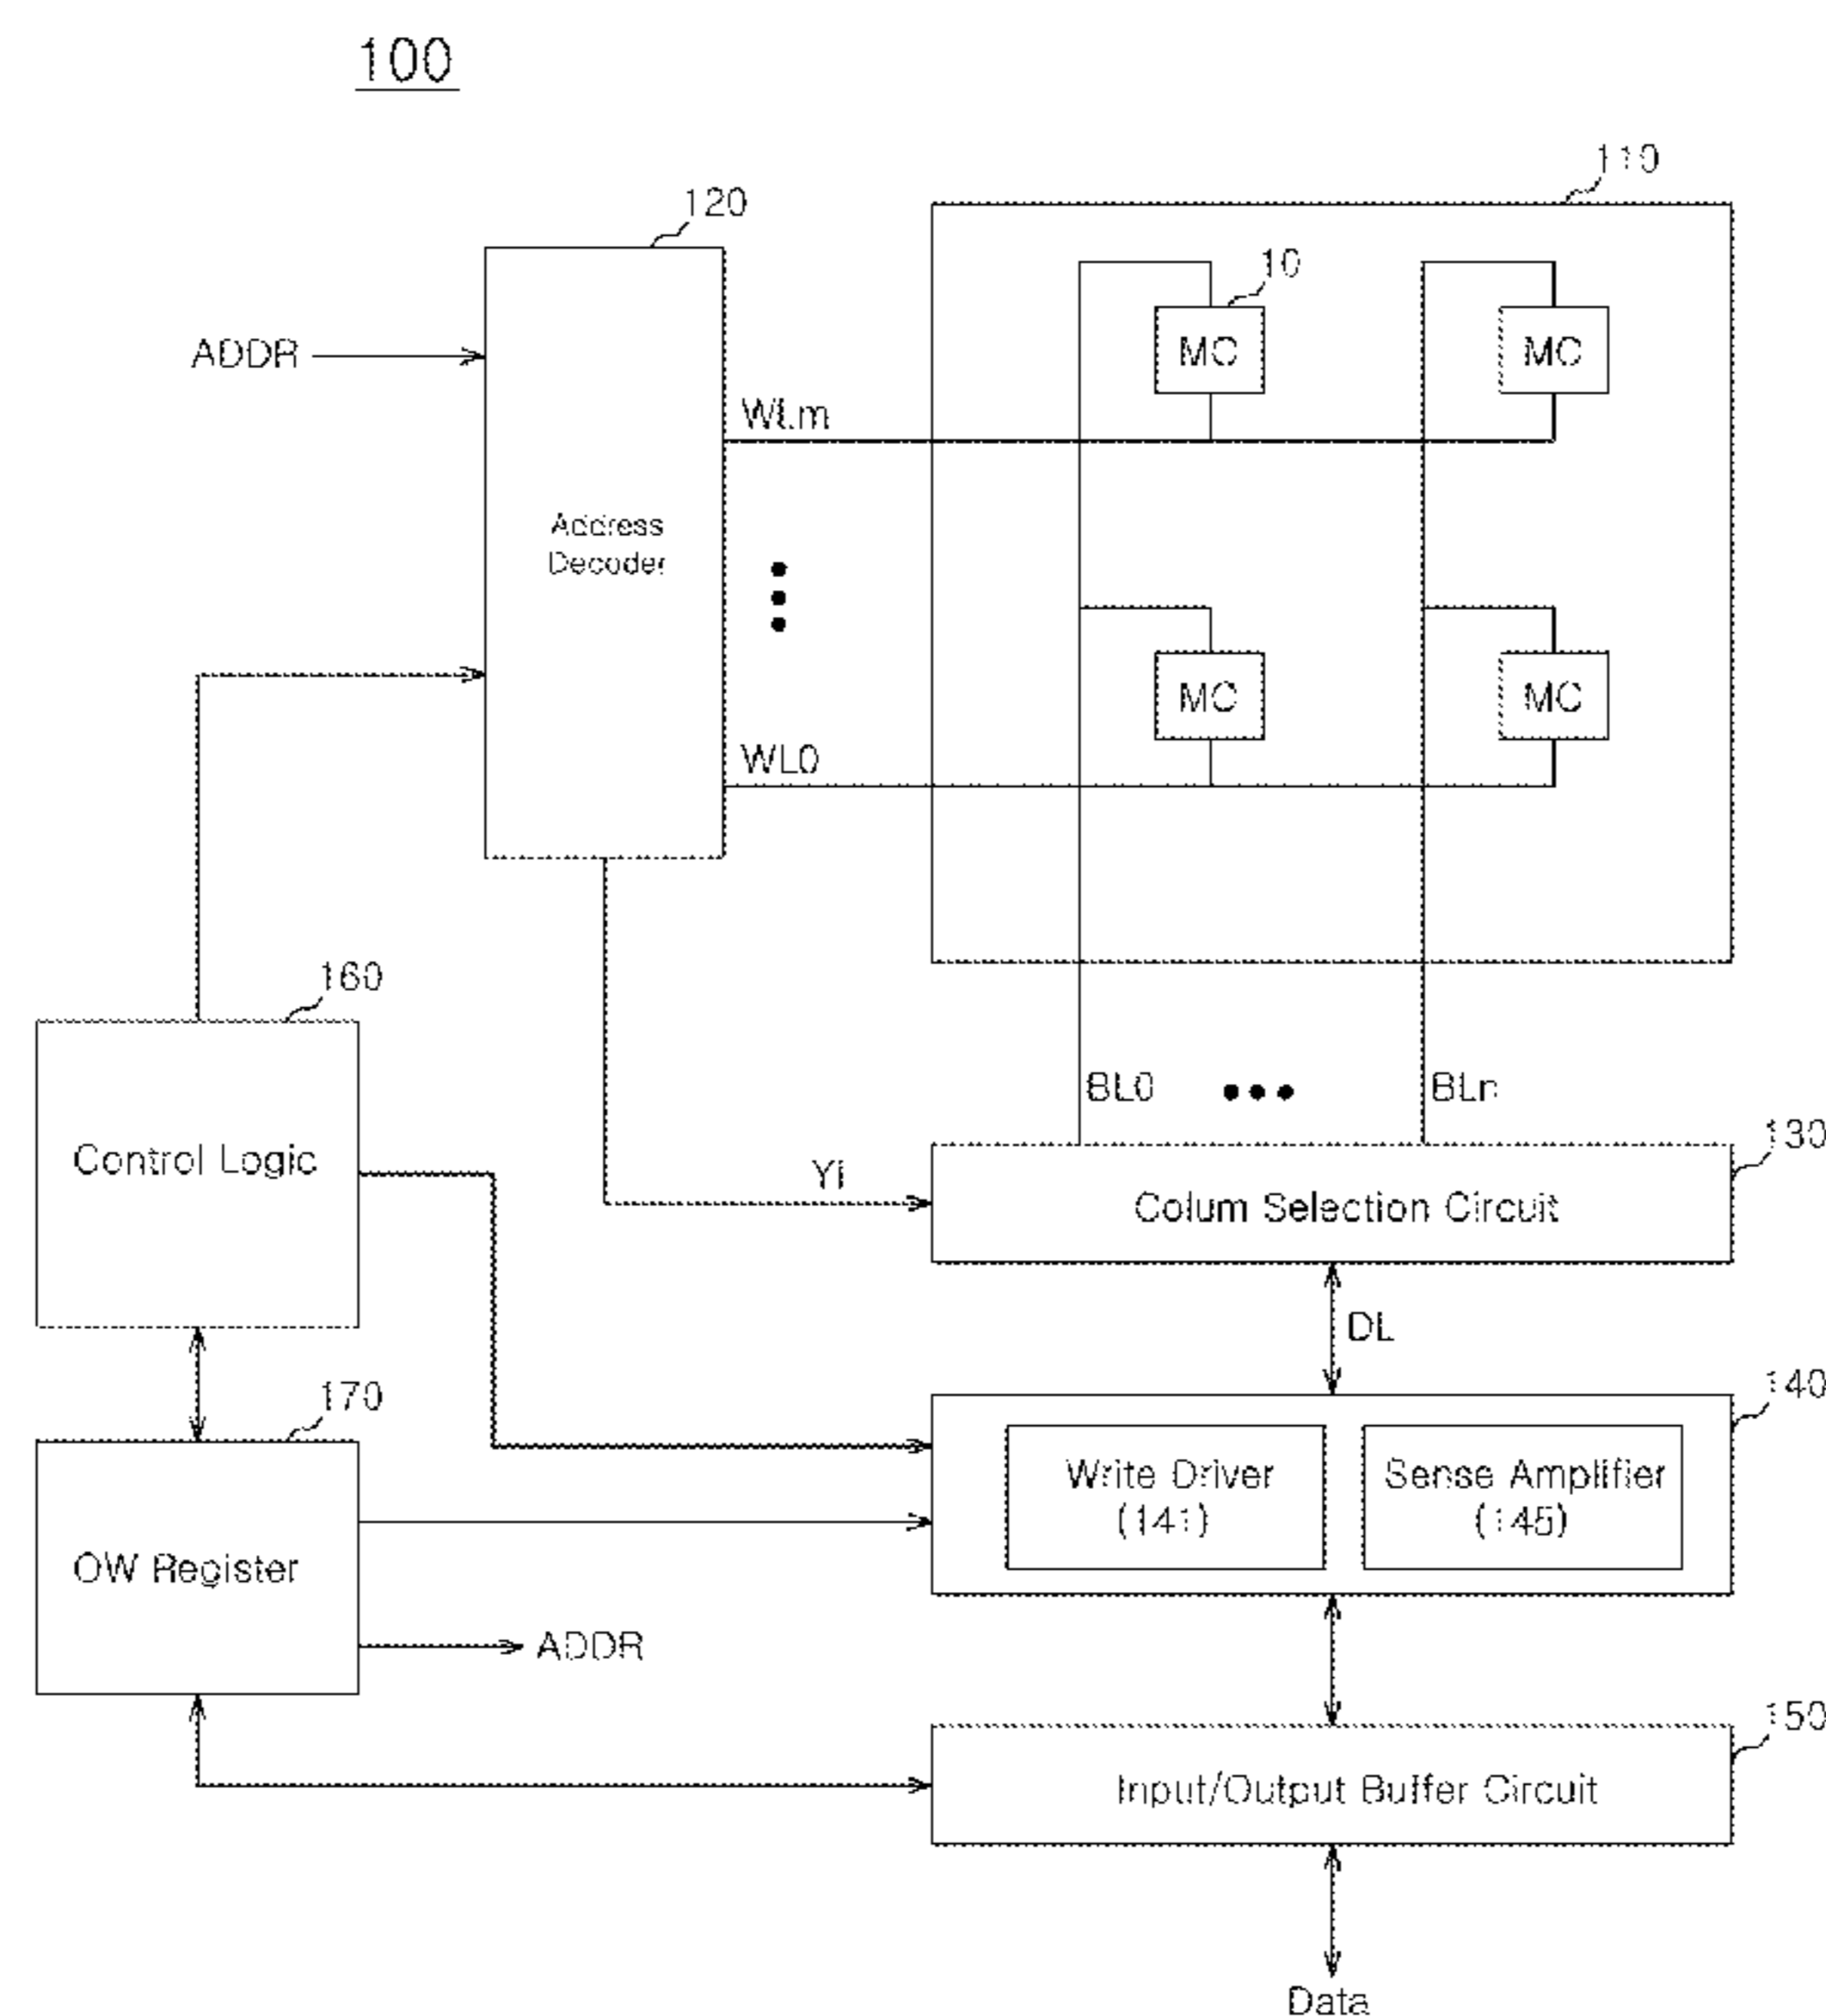 100
110
120
10
ADDR
MC
MC
WLm
Address
Decoder
MC
MC
WL0
160
BL0
BLn
130
Control Logic
Yi
Colum Selection Circuit
DL
170
140
Write Driver
(141)
Sense Amplifier
(145)
OW Register
ADDR
150
Input/Output Buffer Circuit
Data